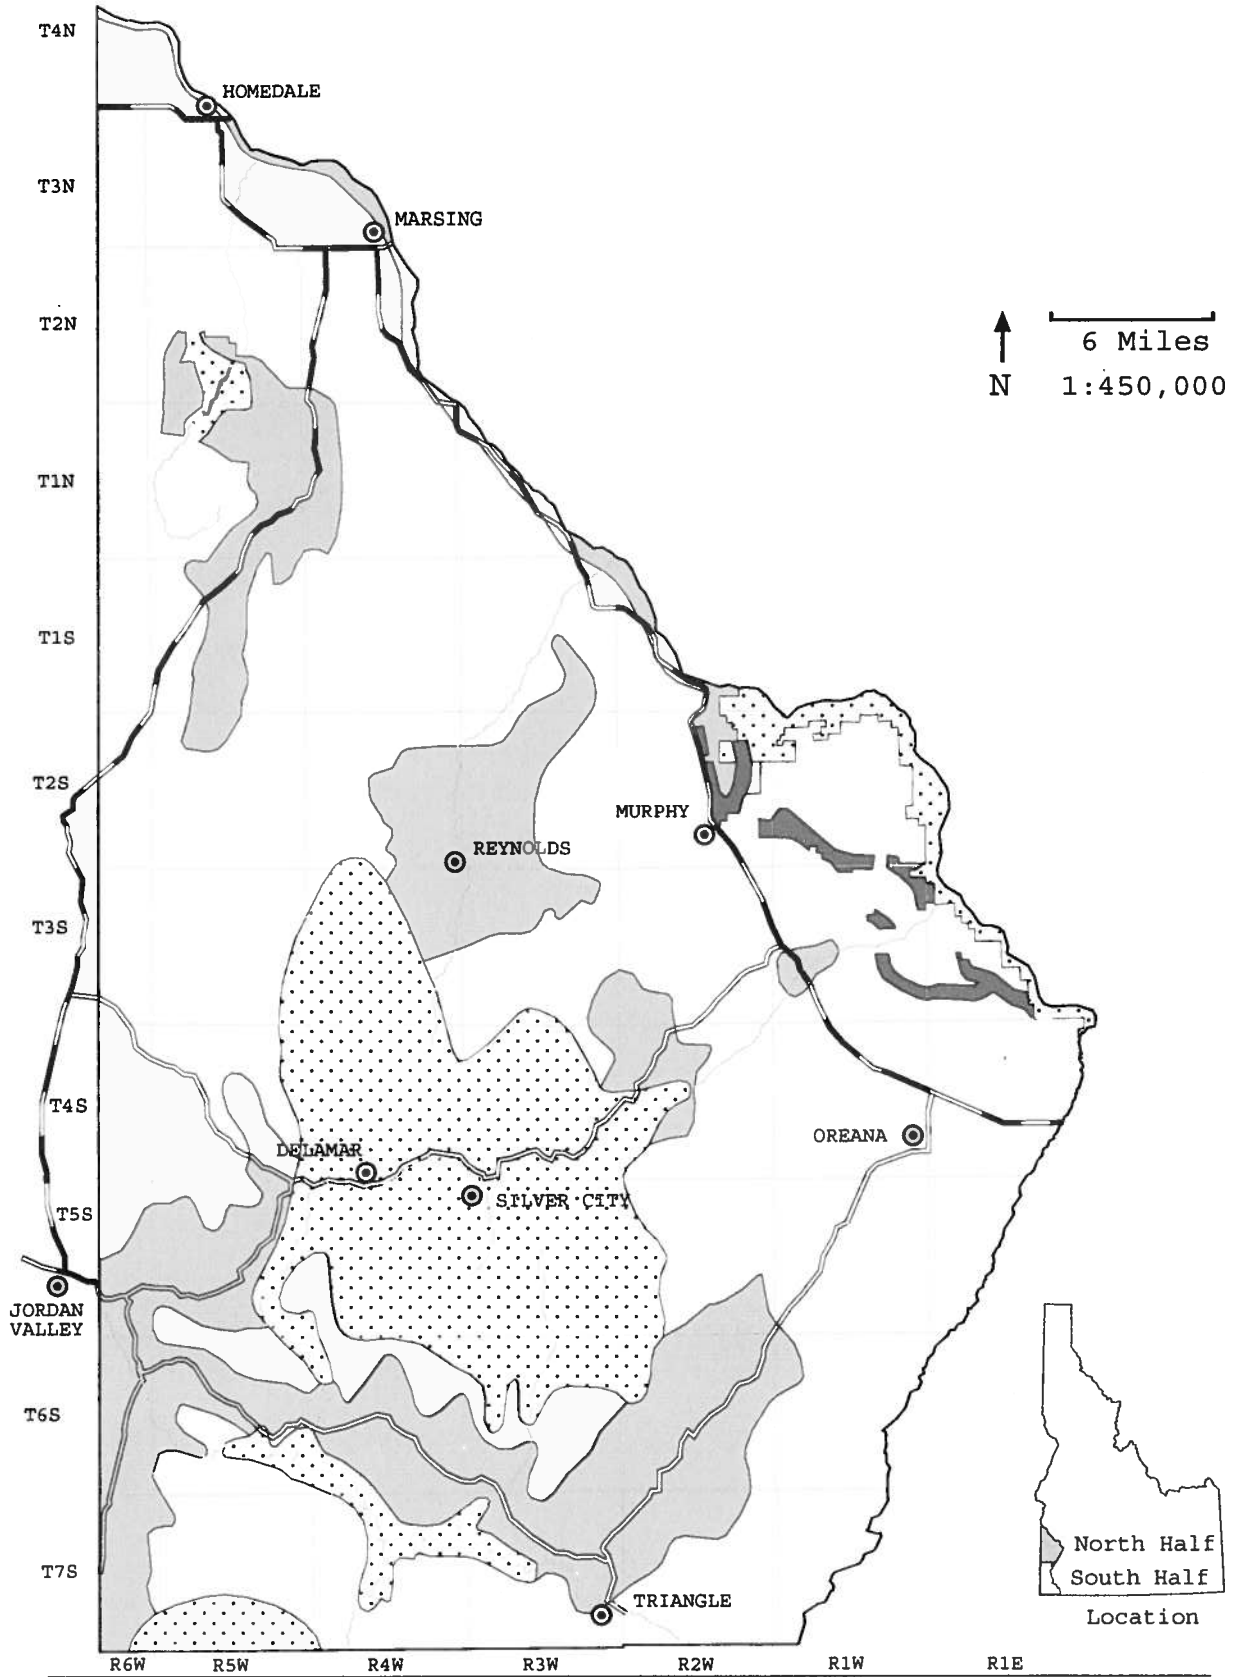 T4N
HOMEDALE
T3N
MARSING
T2N
6 Miles
N 1:450,000
T1N
T1S
T2S
MURPHY
REYNOLDS
T3S
T4S
OREANA
DELAMAR
SILVER CITY
T5S
JORDAN
VALLEY
T6S
North Half
T7S
South Half
TRIANGLE
Location
R6W R5W R4W R3W R2W R1W R1E